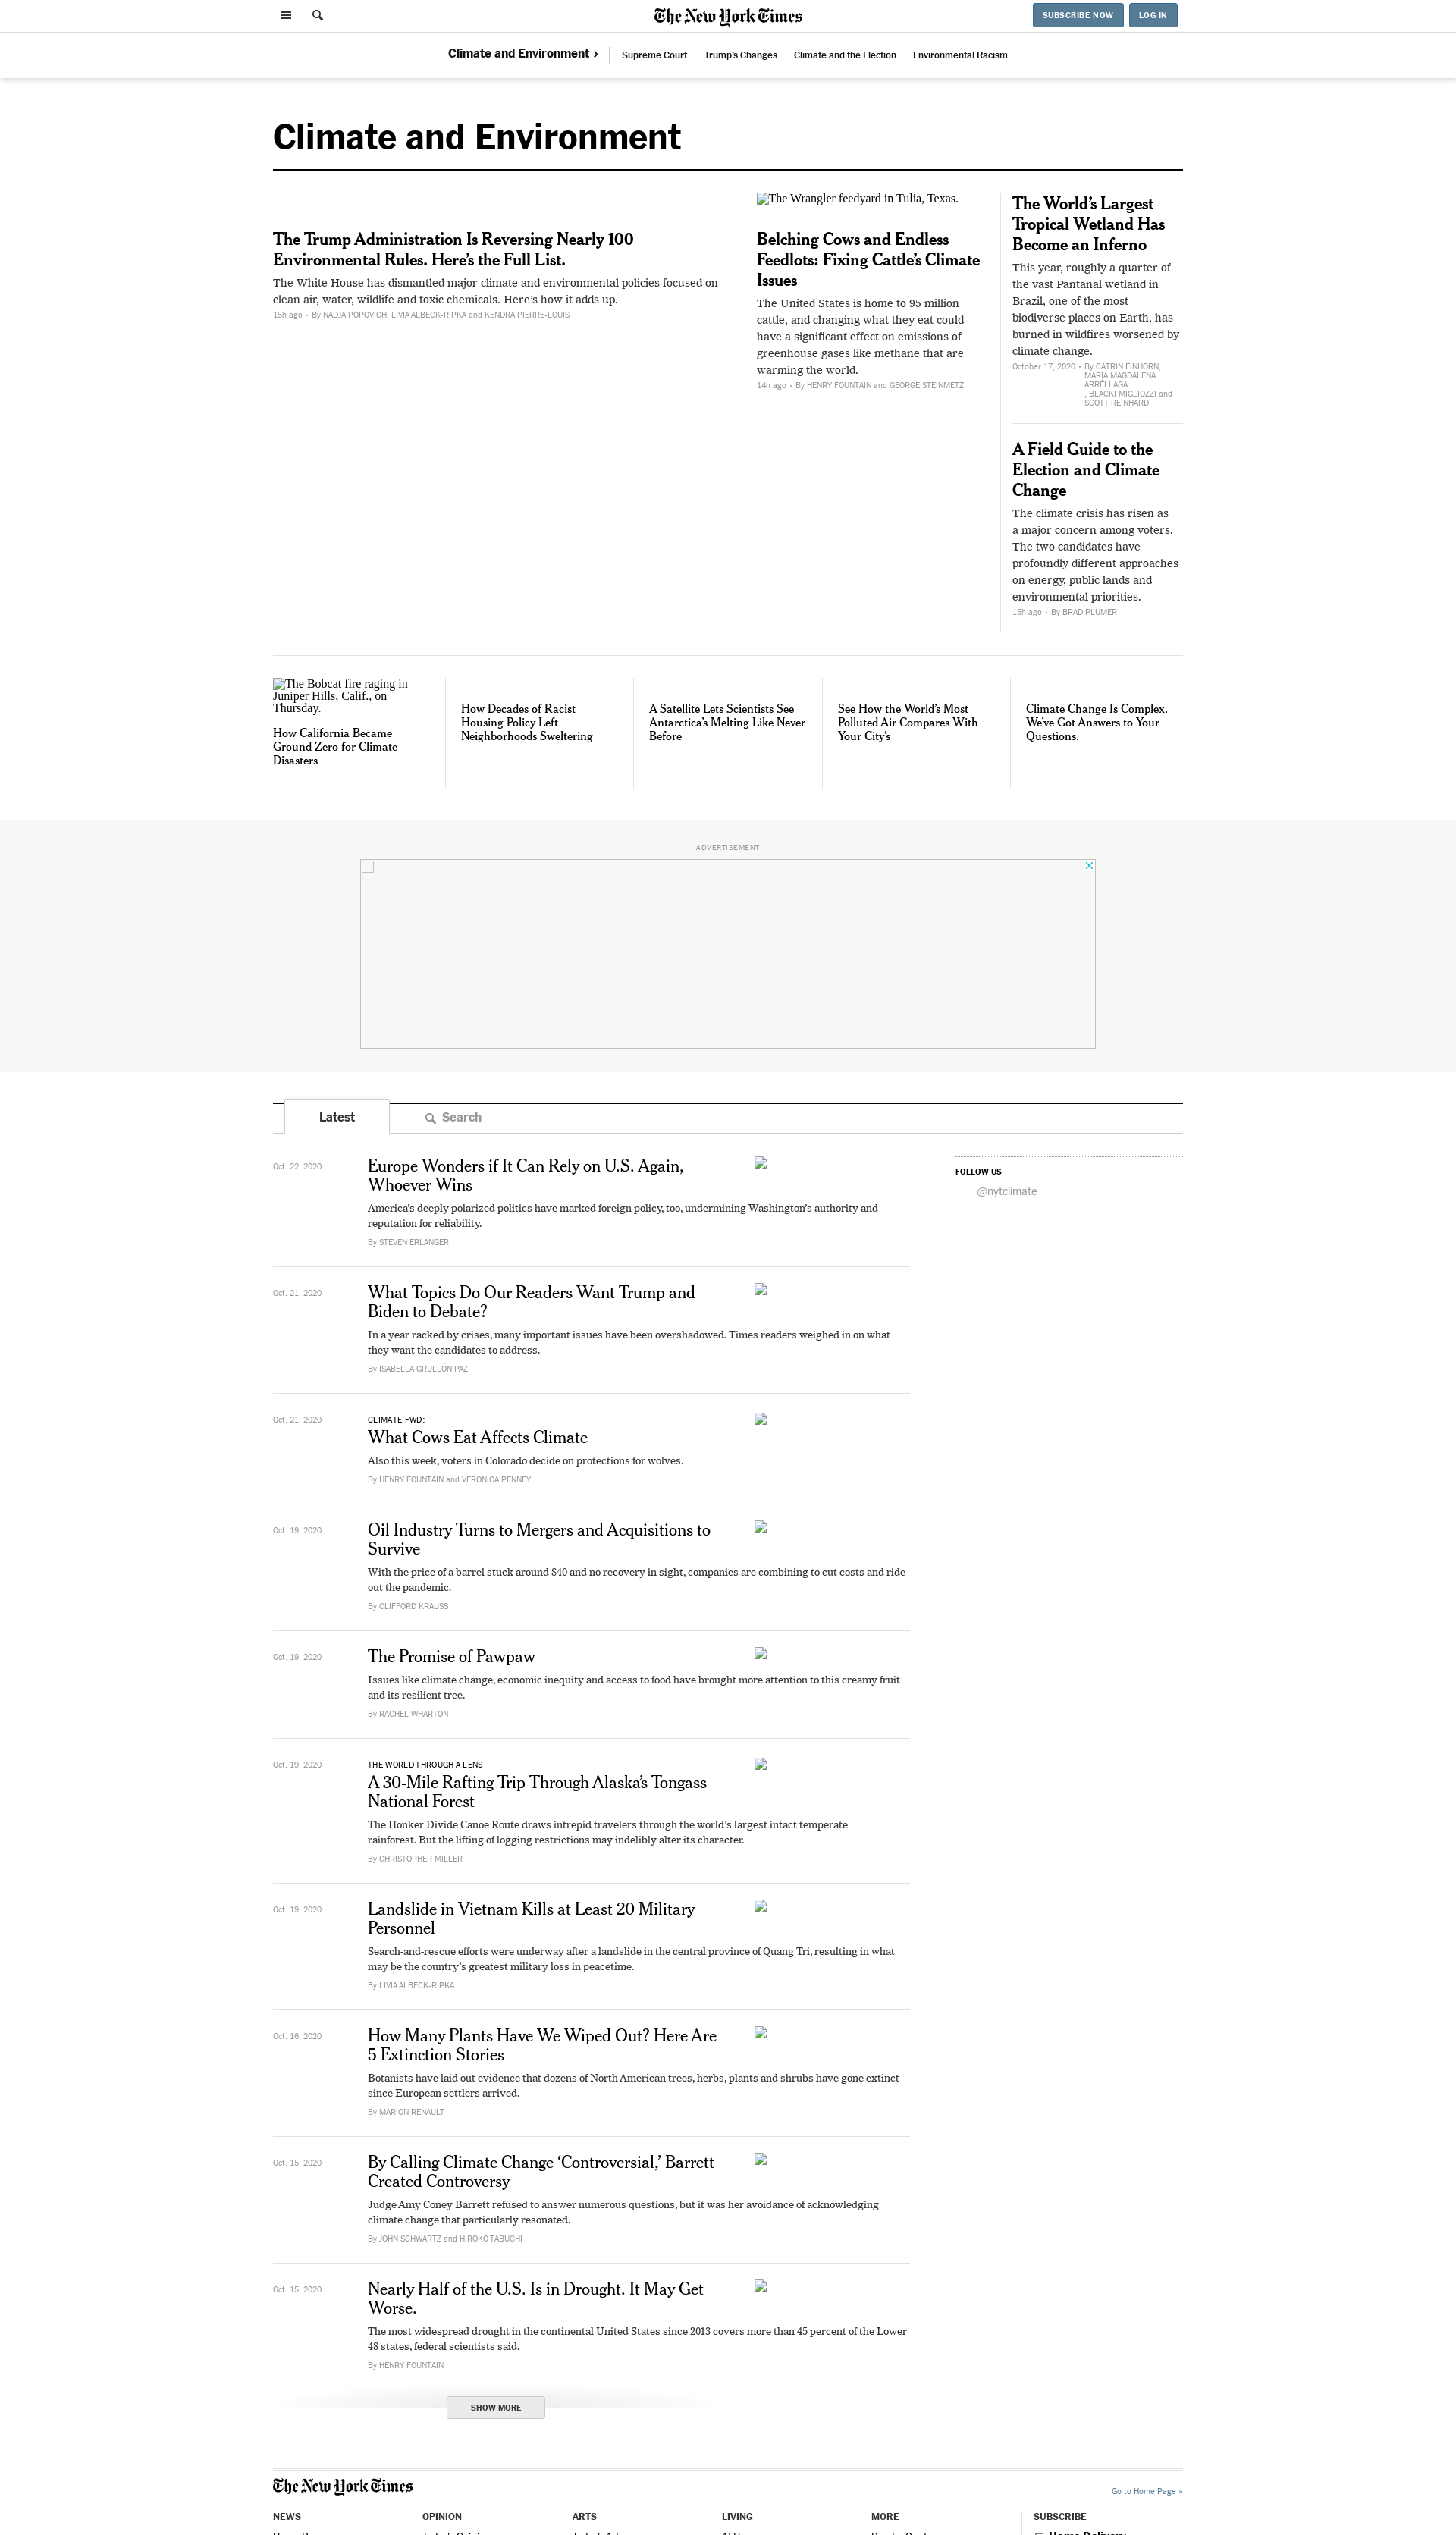 The New York Times
SUBSCRIBE NOW
LOG IN
Climate and Environment ›
Supreme Court
Trump's Changes
Climate and the Election
Environmental Racism
Climate and Environment
The Trump Administration Is Reversing Nearly 100
Environmental Rules. Here's the Full List.
The White House has dismantled major climate and environmental policies focused on
clean air, water, wildlife and toxic chemicals. Here's how it adds up.
15h ago • By NADJA POPOVICH, LIVIA ALBECK-RIPKA and KENDRA PIERRE-LOUIS
The Wrangler feedyard in Tulia, Texas.
Belching Cows and Endless
Feedlots: Fixing Cattle's Climate
Issues
The United States is home to 95 million
cattle, and changing what they eat could
have a significant effect on emissions of
greenhouse gases like methane that are
warming the world.
14h ago • By HENRY FOUNTAIN and GEORGE STEINMETZ
The World's Largest
Tropical Wetland Has
Become an Inferno
This year, roughly a quarter of
the vast Pantanal wetland in
Brazil, one of the most
biodiverse places on Earth, has
burned in wildfires worsened by
climate change.
October 17, 2020 • By CATRIN EINHORN,
MARIA MAGDALENA
ARRÉLLAGA
, BLACKI MIGLIOZZI and
SCOTT REINHARD
A Field Guide to the
Election and Climate
Change
The climate crisis has risen as
a major concern among voters.
The two candidates have
profoundly different approaches
on energy, public lands and
environmental priorities.
15h ago • By BRAD PLUMER
The Bobcat fire raging in
Juniper Hills, Calif., on
Thursday.
How California Became
Ground Zero for Climate
Disasters
How Decades of Racist
Housing Policy Left
Neighborhoods Sweltering
A Satellite Lets Scientists See
Antarctica's Melting Like Never
Before
See How the World's Most
Polluted Air Compares With
Your City's
Climate Change Is Complex.
We've Got Answers to Your
Questions.
ADVERTISEMENT
Latest
Search
Oct. 22, 2020
Europe Wonders if It Can Rely on U.S. Again,
Whoever Wins
America's deeply polarized politics have marked foreign policy, too, undermining Washington's authority and
reputation for reliability.
By STEVEN ERLANGER
FOLLOW US
@nytclimate
Oct. 21, 2020
What Topics Do Our Readers Want Trump and
Biden to Debate?
In a year racked by crises, many important issues have been overshadowed. Times readers weighed in on what
they want the candidates to address.
By ISABELLA GRULLÓN PAZ
Oct. 21, 2020
CLIMATE FWD:
What Cows Eat Affects Climate
Also this week, voters in Colorado decide on protections for wolves.
By HENRY FOUNTAIN and VERONICA PENNEY
Oct. 19, 2020
Oil Industry Turns to Mergers and Acquisitions to
Survive
With the price of a barrel stuck around $40 and no recovery in sight, companies are combining to cut costs and ride
out the pandemic.
By CLIFFORD KRAUSS
Oct. 19, 2020
The Promise of Pawpaw
Issues like climate change, economic inequity and access to food have brought more attention to this creamy fruit
and its resilient tree.
By RACHEL WHARTON
Oct. 19, 2020
THE WORLD THROUGH A LENS
A 30-Mile Rafting Trip Through Alaska's Tongass
National Forest
The Honker Divide Canoe Route draws intrepid travelers through the world's largest intact temperate
rainforest. But the lifting of logging restrictions may indelibly alter its character.
By CHRISTOPHER MILLER
Oct. 19, 2020
Landslide in Vietnam Kills at Least 20 Military
Personnel
Search-and-rescue efforts were underway after a landslide in the central province of Quang Tri, resulting in what
may be the country's greatest military loss in peacetime.
By LIVIA ALBECK-RIPKA
Oct. 16, 2020
How Many Plants Have We Wiped Out? Here Are
5 Extinction Stories
Botanists have laid out evidence that dozens of North American trees, herbs, plants and shrubs have gone extinct
since European settlers arrived.
By MARION RENAULT
Oct. 15, 2020
By Calling Climate Change 'Controversial,' Barrett
Created Controversy
Judge Amy Coney Barrett refused to answer numerous questions, but it was her avoidance of acknowledging
climate change that particularly resonated.
By JOHN SCHWARTZ and HIROKO TABUCHI
Oct. 15, 2020
Nearly Half of the U.S. Is in Drought. It May Get
Worse.
The most widespread drought in the continental United States since 2013 covers more than 45 percent of the Lower
48 states, federal scientists said.
By HENRY FOUNTAIN
SHOW MORE
The New York Times
Go to Home Page »
NEWS
OPINION
ARTS
LIVING
MORE
SUBSCRIBE